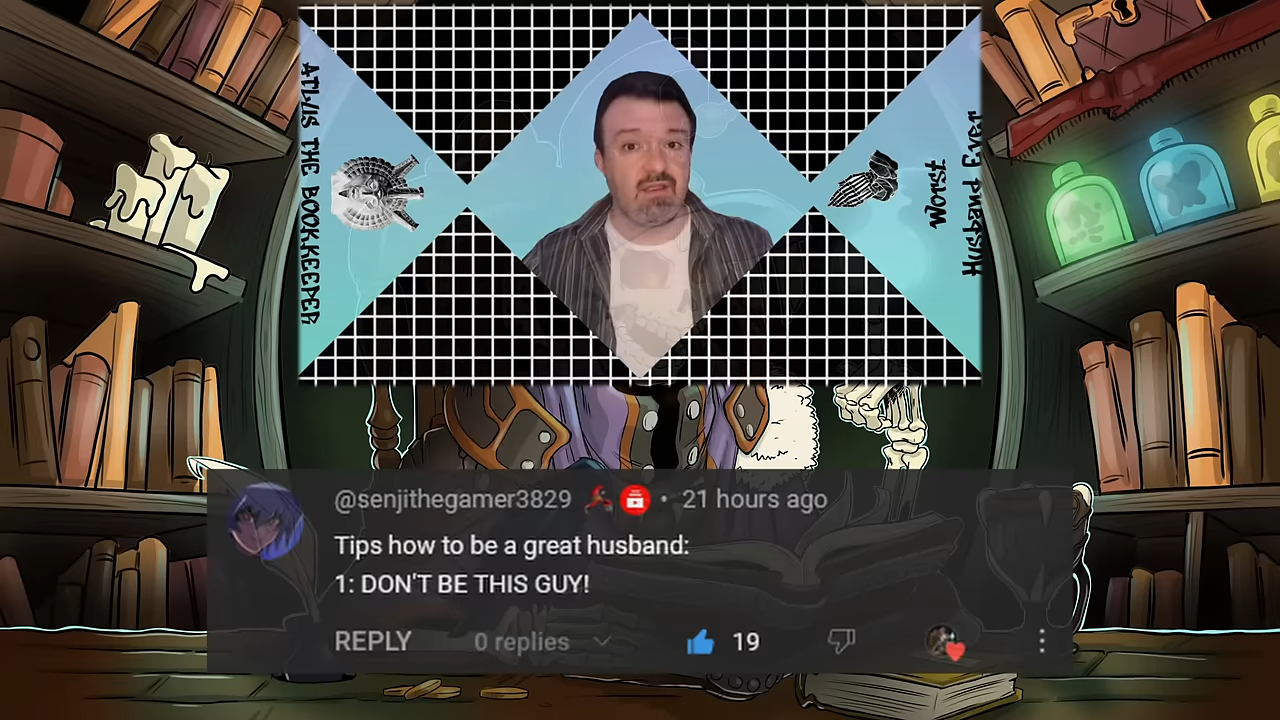 ATLUS THE BOOKKEEPER
Worst
Husband Ever
@senjithegamer3829 • 21 hours ago
Tips how to be a great husband:
1: DON'T BE THIS GUY!
REPLY 0 replies 19